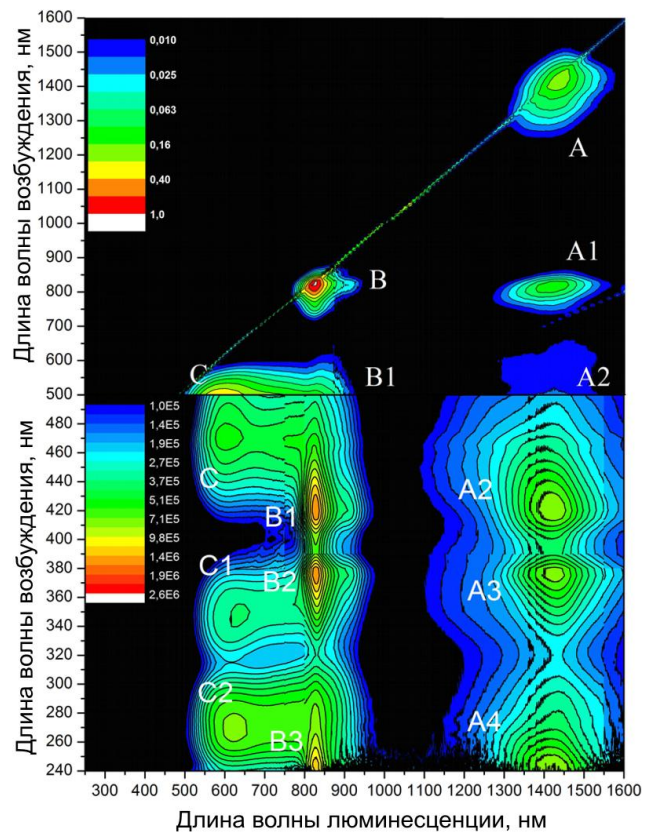 Длина волны возбуждения, нм
1600
1500
1400
1300
1200
1100
1000
900
800
700
600
500
0,010
0,025
0,063
0,16
0,40
1,0
A
A1
B
C
B1
A2
Длина волны возбуждения, нм
480
460
440
420
400
380
360
340
320
300
280
260
240
1,0E5
1,4E5
1,9E5
2,7E5
3,7E5
5,1E5
7,1E5
9,8E5
1,4E6
1,9E6
2,6E6
C
B1
A2
C1
B2
A3
C2
B3
A4
300 400 500 600 700 800 900 1000 1100 1200 1300 1400 1500 1600
Длина волны люминесценции, нм